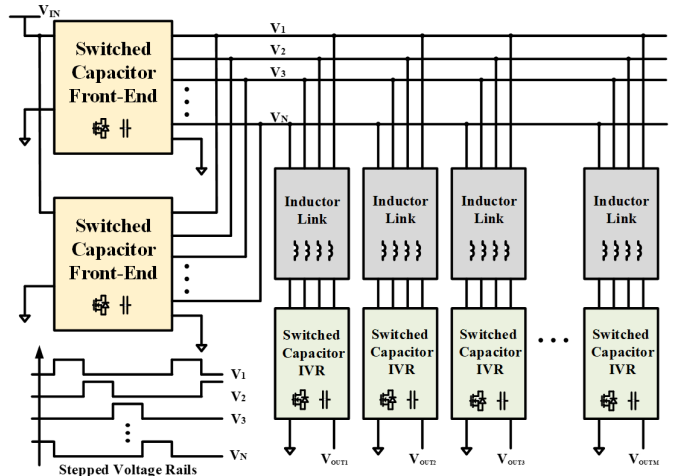 VIN
Switched
Capacitor
Front-End
V1
V2
V3
VN
Switched
Capacitor
Front-End
Inductor
Link
Inductor
Link
Inductor
Link
Inductor
Link
Switched
Capacitor
IVR
Switched
Capacitor
IVR
Switched
Capacitor
IVR
Switched
Capacitor
IVR
V1
V2
V3
VN
Stepped Voltage Rails
VOUT1
VOUT2
VOUT3
VOUTM